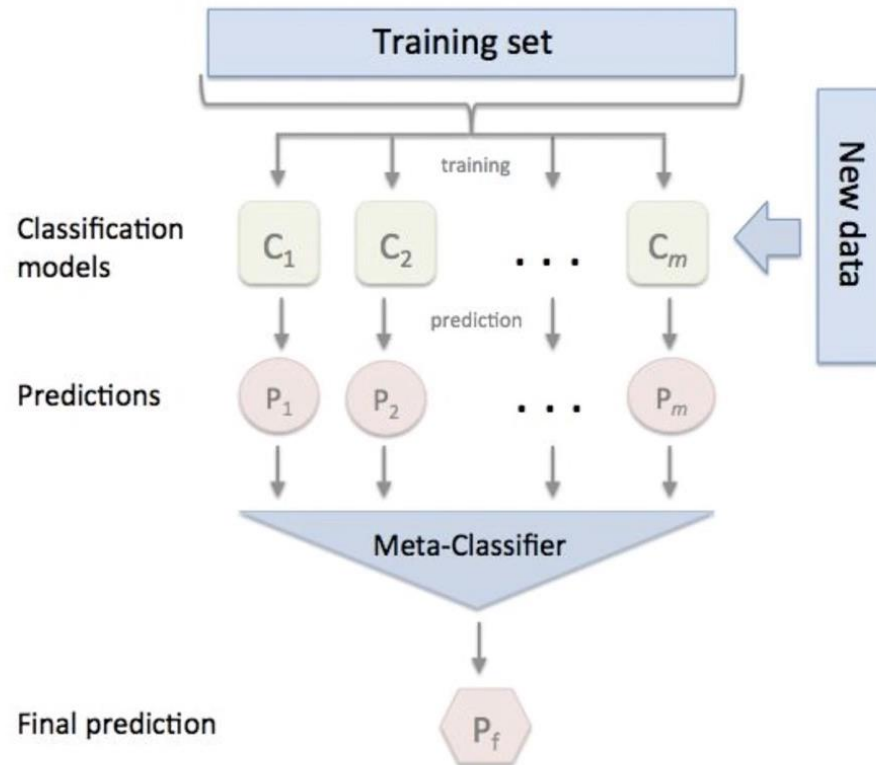 Training set
training
New data
Classification
models
C₁ C₂ . . . Cₘ
prediction
Predictions
P₁ P₂ . . . Pₘ
Meta-Classifier
Final prediction
P_f